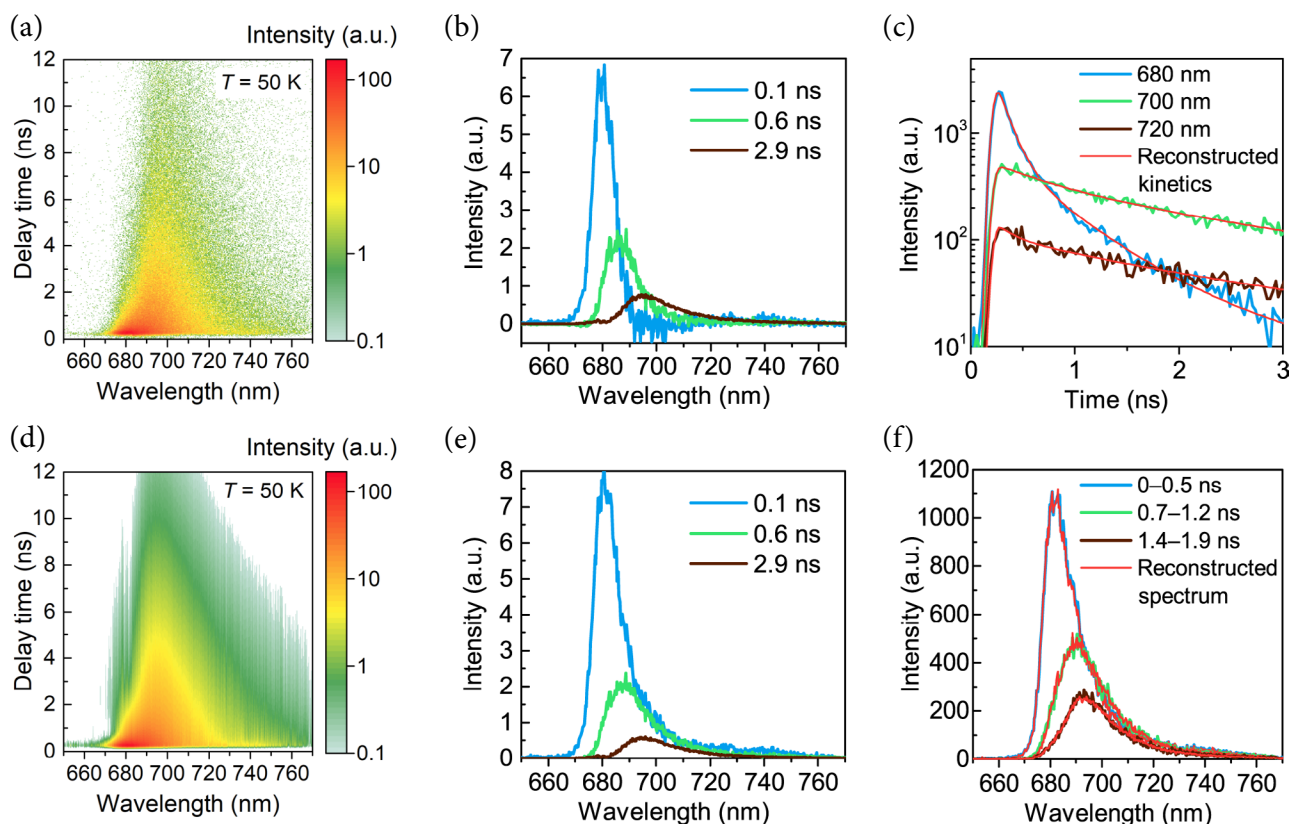 (a)
Intensity (a.u.)
T = 50 K
12
10
8
6
4
2
0
Delay time (ns)
660 680 700 720 740 760
Wavelength (nm)
100
10
1
0.1
(b)
7
6
5
4
3
2
1
0
Intensity (a.u.)
0.1 ns
0.6 ns
2.9 ns
660 680 700 720 740 760
Wavelength (nm)
(c)
10³
10²
10¹
Intensity (a.u.)
680 nm
700 nm
720 nm
Reconstructed
kinetics
0 1 2 3
Time (ns)
(d)
Intensity (a.u.)
T = 50 K
12
10
8
6
4
2
0
Delay time (ns)
660 680 700 720 740 760
Wavelength (nm)
100
10
1
0.1
(e)
8
7
6
5
4
3
2
1
0
Intensity (a.u.)
0.1 ns
0.6 ns
2.9 ns
660 680 700 720 740 760
Wavelength (nm)
(f)
1200
1000
800
600
400
200
0
Intensity (a.u.)
0–0.5 ns
0.7–1.2 ns
1.4–1.9 ns
Reconstructed
spectrum
660 680 700 720 740 760
Wavelength (nm)